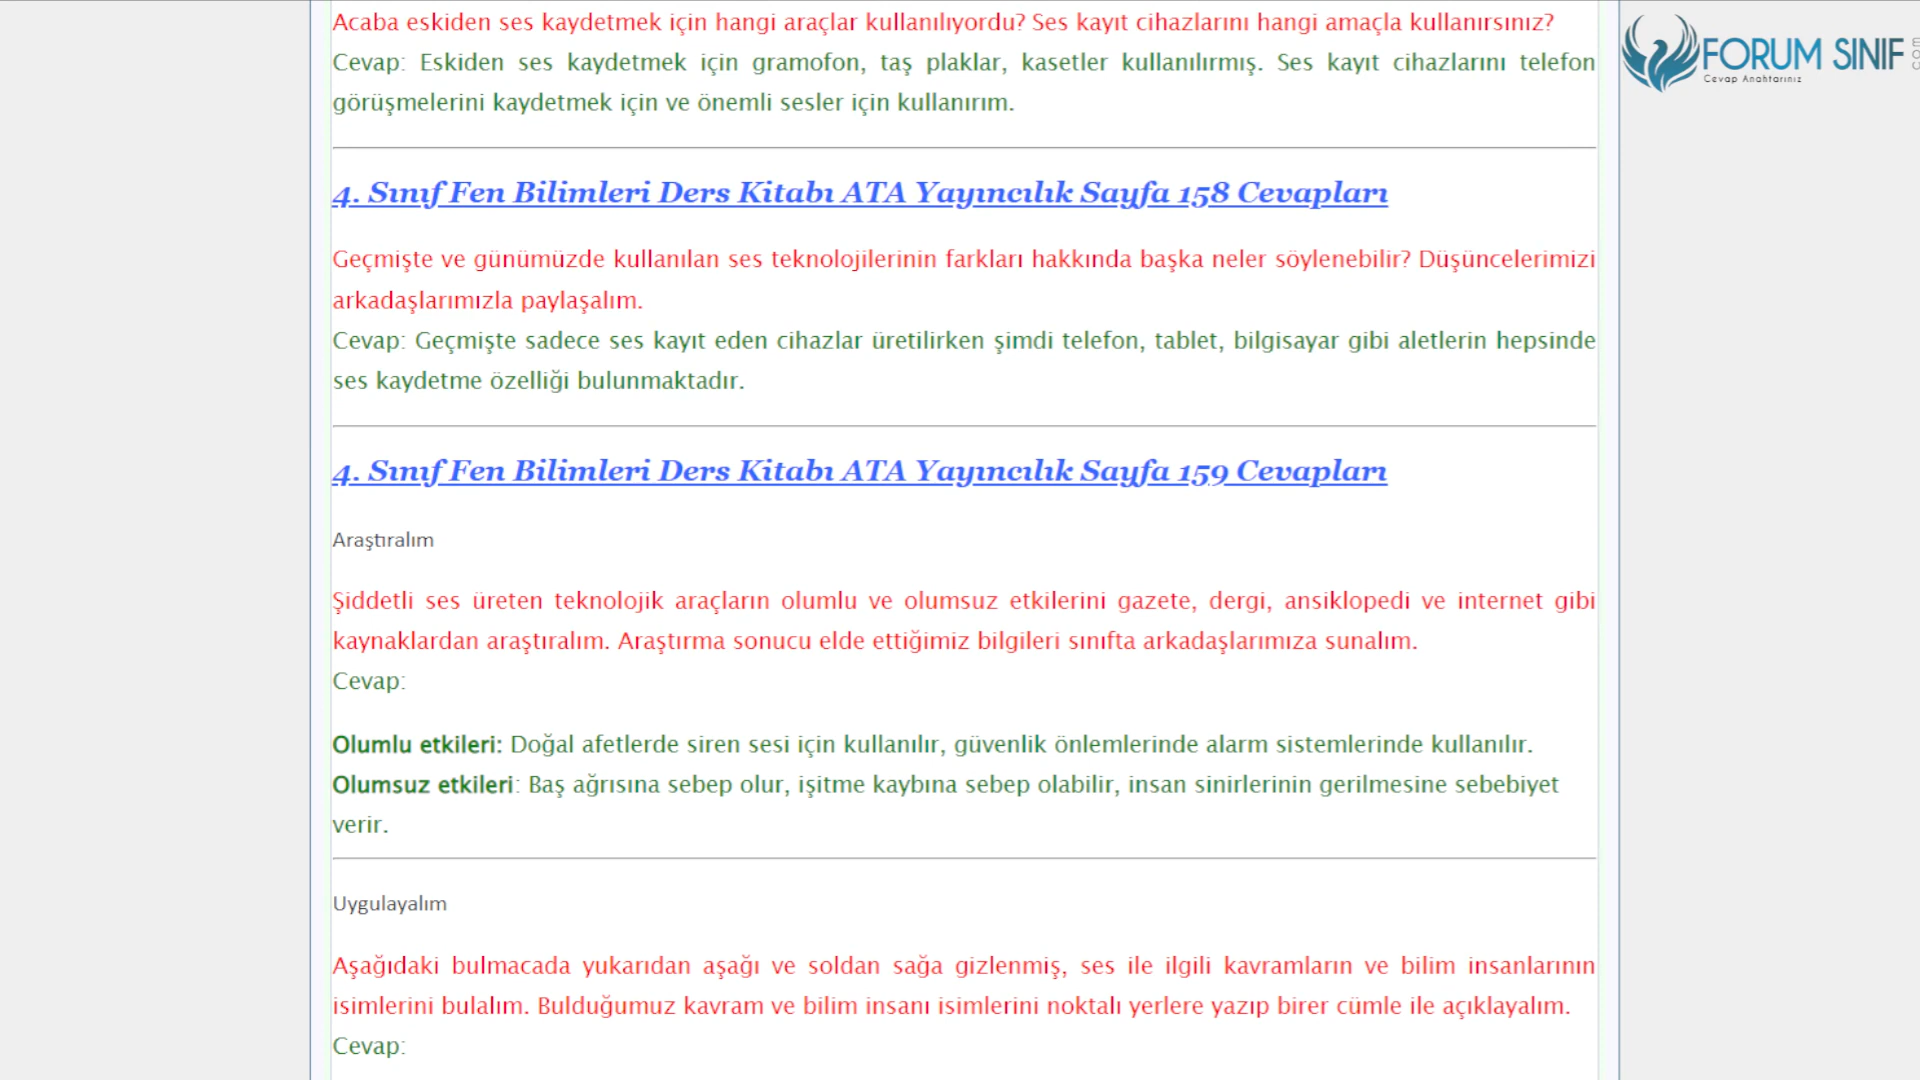 Acaba eskiden ses kaydetmek için hangi araçlar kullanılıyordu? Ses kayıt cihazlarını hangi amaçla kullanırsınız?
Cevap: Eskiden ses kaydetmek için gramofon, taş plaklar, kasetler kullanılırmış. Ses kayıt cihazlarını telefon
görüşmelerini kaydetmek için ve önemli sesler için kullanırım.
FORUM SINIF
.com
Cevap Anahtarınız
4. Sınıf Fen Bilimleri Ders Kitabı ATA Yayıncılık Sayfa 158 Cevapları
Geçmişte ve günümüzde kullanılan ses teknolojilerinin farkları hakkında başka neler söylenebilir? Düşüncelerimizi
arkadaşlarımızla paylaşalım.
Cevap: Geçmişte sadece ses kayıt eden cihazlar üretilirken şimdi telefon, tablet, bilgisayar gibi aletlerin hepsinde
ses kaydetme özelliği bulunmaktadır.
4. Sınıf Fen Bilimleri Ders Kitabı ATA Yayıncılık Sayfa 159 Cevapları
Araştıralım
Şiddetli ses üreten teknolojik araçların olumlu ve olumsuz etkilerini gazete, dergi, ansiklopedi ve internet gibi
kaynaklardan araştıralım. Araştırma sonucu elde ettiğimiz bilgileri sınıfta arkadaşlarımıza sunalım.
Cevap:
Olumlu etkileri: Doğal afetlerde siren sesi için kullanılır, güvenlik önlemlerinde alarm sistemlerinde kullanılır.
Olumsuz etkileri: Baş ağrısına sebep olur, işitme kaybına sebep olabilir, insan sinirlerinin gerilmesine sebebiyet
verir.
Uygulayalım
Aşağıdaki bulmacada yukarıdan aşağı ve soldan sağa gizlenmiş, ses ile ilgili kavramların ve bilim insanlarının
isimlerini bulalım. Bulduğumuz kavram ve bilim insanı isimlerini noktalı yerlere yazıp birer cümle ile açıklayalım.
Cevap: